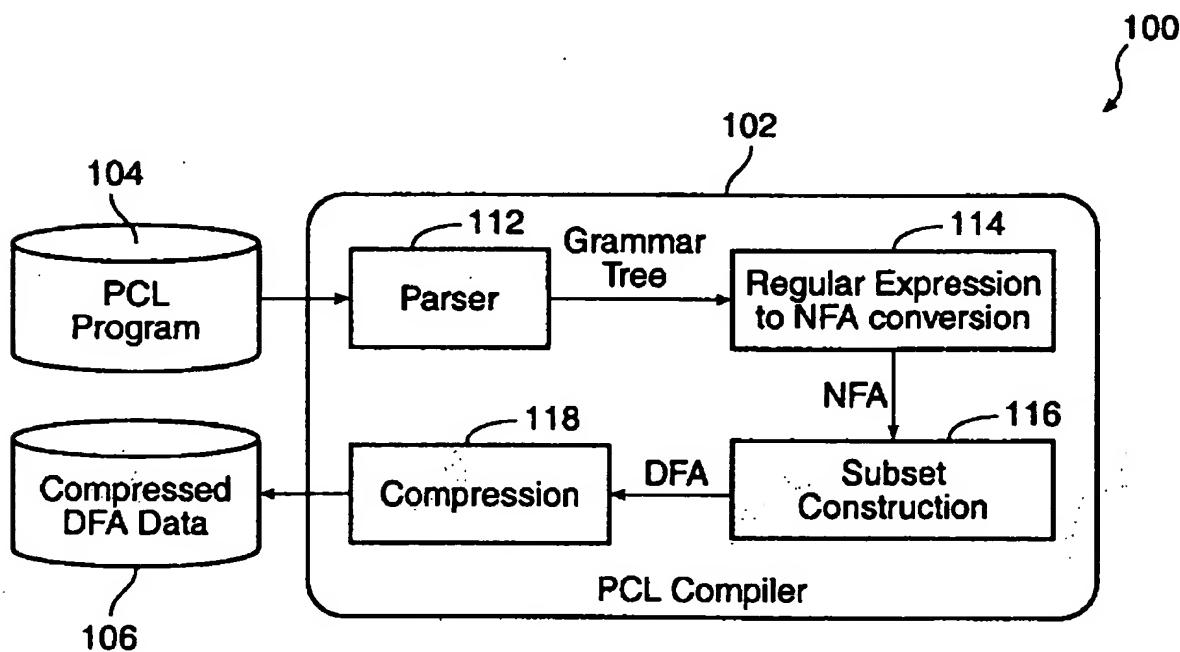 100
102
104
PCL
Program
112
Parser
Grammar
Tree
114
Regular Expression
to NFA conversion
NFA
116
Subset
Construction
DFA
118
Compression
Compressed
DFA Data
106
PCL Compiler